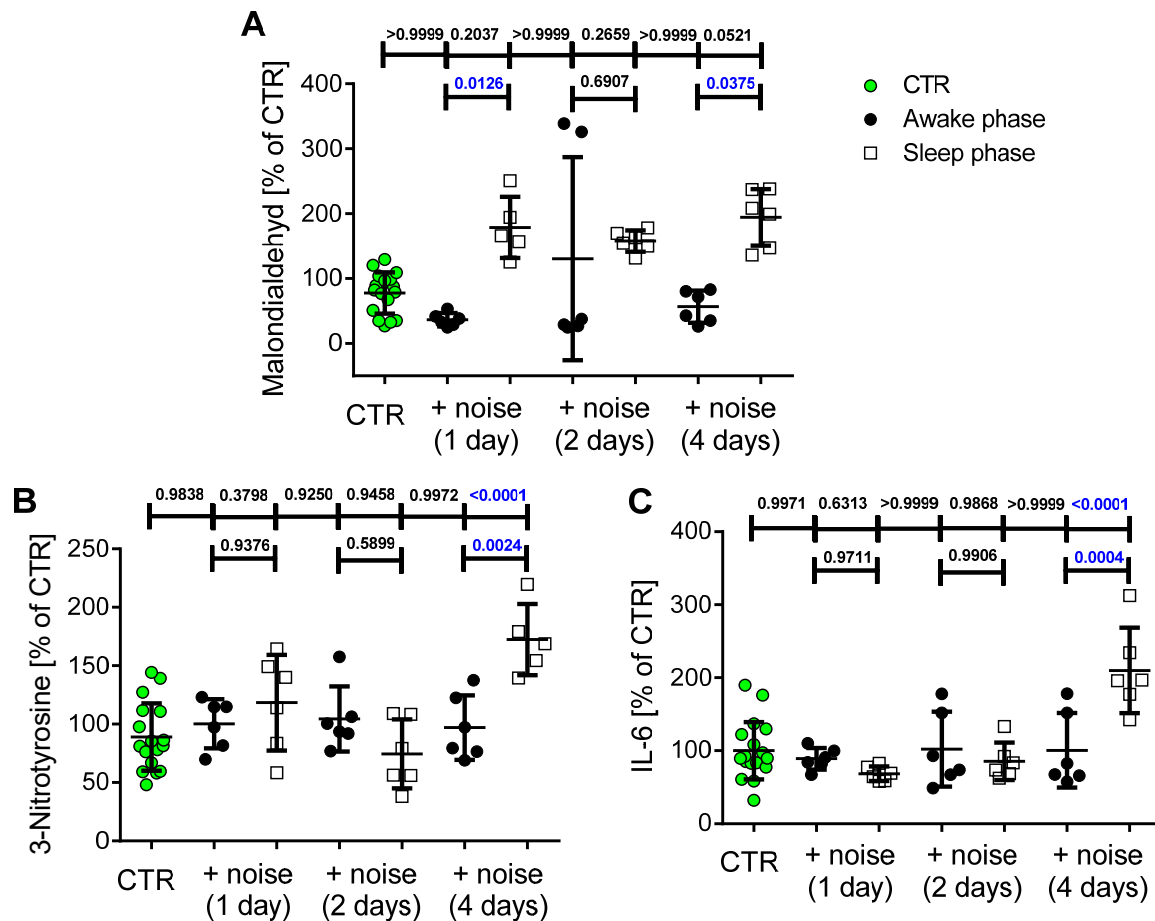 A
>0.9999 0.2037 >0.9999 0.2659 >0.9999 0.0521
0.0126 0.6907 0.0375
Malondialdehyd [% of CTR]
400
300
200
100
0
CTR
+ noise
(1 day)
+ noise
(2 days)
+ noise
(4 days)
CTR
Awake phase
Sleep phase
B
0.9838 0.3798 0.9250 0.9458 0.9972 <0.0001
0.9376 0.5899 0.0024
3-Nitrotyrosine [% of CTR]
250
200
150
100
50
0
CTR
+ noise
(1 day)
+ noise
(2 days)
+ noise
(4 days)
C
0.9971 0.6313 >0.9999 0.9868 >0.9999 <0.0001
0.9711 0.9906 0.0004
IL-6 [% of CTR]
400
300
200
100
0
CTR
+ noise
(1 day)
+ noise
(2 days)
+ noise
(4 days)